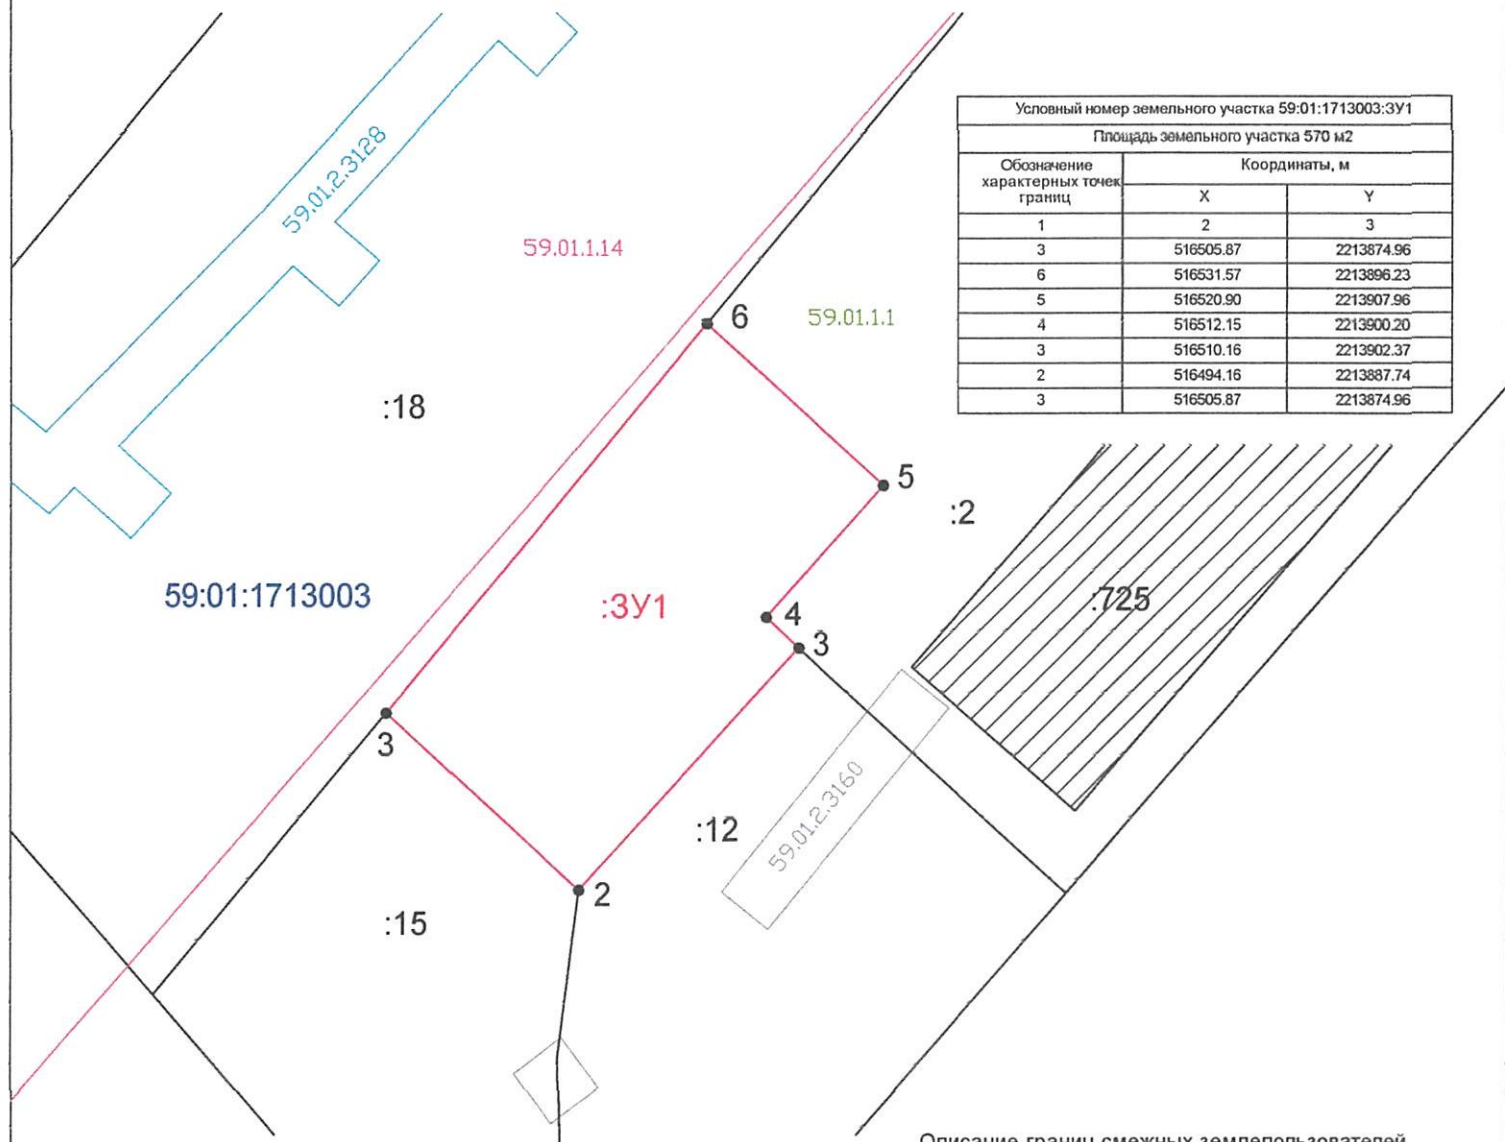 Условный номер земельного участка 59:01:1713003:ЗУ1
Площадь земельного участка 570 м2
Обозначение характерных точек границ
Координаты, м
X Y
1 2 3
3 516505.87 2213874.96
6 516531.57 2213896.23
5 516520.90 2213907.96
4 516512.15 2213900.20
3 516510.16 2213902.37
2 516494.16 2213887.74
3 516505.87 2213874.96
59.01.2.3128
59.01.1.14
6
59.01.1.1
:18
5
:2
59:01:1713003
:ЗУ1
:725
4
3
3
59.01.2.3160
:12
2
:15
Описание границ смежных землепользователей